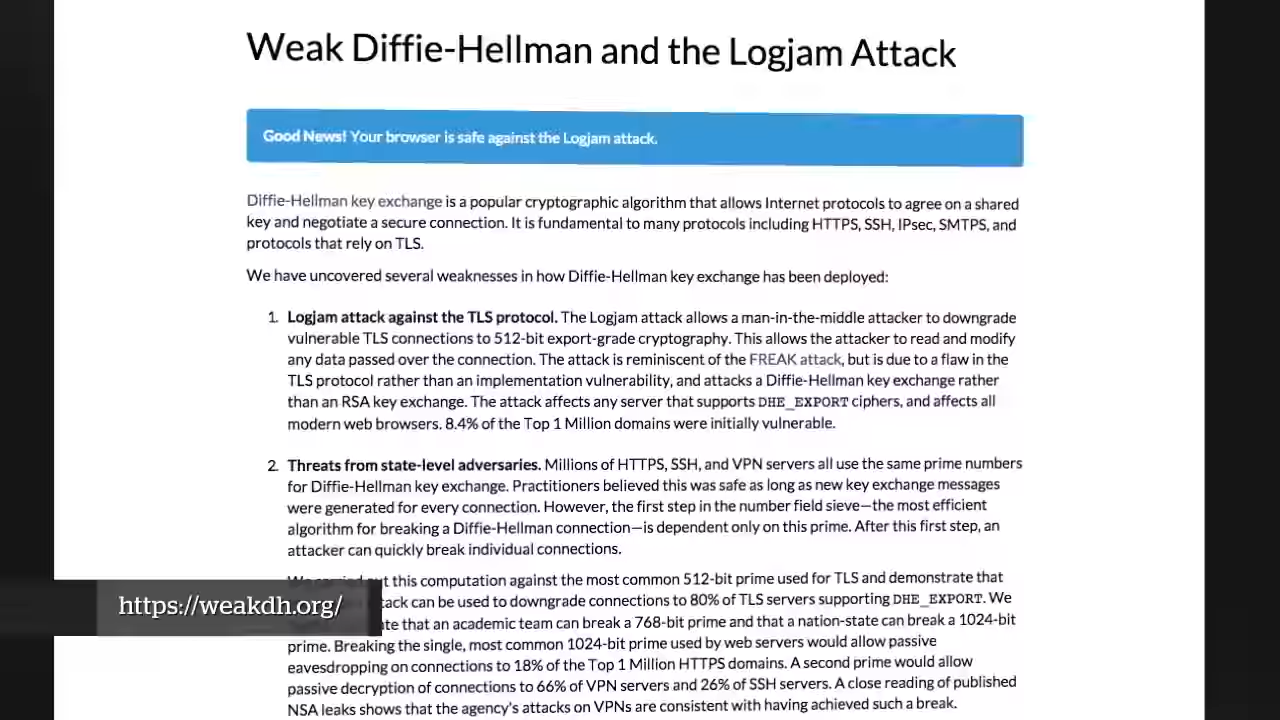 Weak Diffie-Hellman and the Logjam Attack
Good News! Your browser is safe against the Logjam attack.
Diffie-Hellman key exchange is a popular cryptographic algorithm that allows Internet protocols to agree on a shared
key and negotiate a secure connection. It is fundamental to many protocols including HTTPS, SSH, IPsec, SMTPS, and
protocols that rely on TLS.
We have uncovered several weaknesses in how Diffie-Hellman key exchange has been deployed:
1. Logjam attack against the TLS protocol. The Logjam attack allows a man-in-the-middle attacker to downgrade
vulnerable TLS connections to 512-bit export-grade cryptography. This allows the attacker to read and modify
any data passed over the connection. The attack is reminiscent of the FREAK attack, but is due to a flaw in the
TLS protocol rather than an implementation vulnerability, and attacks a Diffie-Hellman key exchange rather
than an RSA key exchange. The attack affects any server that supports DHE_EXPORT ciphers, and affects all
modern web browsers. 8.4% of the Top 1 Million domains were initially vulnerable.
2. Threats from state-level adversaries. Millions of HTTPS, SSH, and VPN servers all use the same prime numbers
for Diffie-Hellman key exchange. Practitioners believed this was safe as long as new key exchange messages
were generated for every connection. However, the first step in the number field sieve—the most efficient
algorithm for breaking a Diffie-Hellman connection—is dependent only on this prime. After this first step, an
attacker can quickly break individual connections.
We carried out this computation against the most common 512-bit prime used for TLS and demonstrate that
tack can be used to downgrade connections to 80% of TLS servers supporting DHE_EXPORT. We
te that an academic team can break a 768-bit prime and that a nation-state can break a 1024-bit
prime. Breaking the single, most common 1024-bit prime used by web servers would allow passive
eavesdropping on connections to 18% of the Top 1 Million HTTPS domains. A second prime would allow
passive decryption of connections to 66% of VPN servers and 26% of SSH servers. A close reading of published
NSA leaks shows that the agency's attacks on VPNs are consistent with having achieved such a break.
https://weakdh.org/